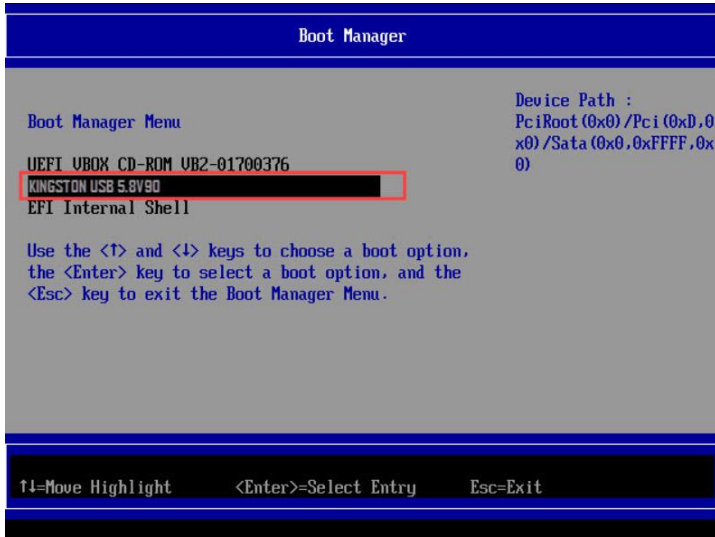 Boot Manager
Boot Manager Menu
UEFI VBOX CD-ROM VB2-01700376
KINGSTON USB 5.8V90
EFI Internal Shell
Use the <↑> and <↓> keys to choose a boot option,
the <Enter> key to select a boot option, and the
<Esc> key to exit the Boot Manager Menu.
Device Path :
PciRoot(0x0)/Pci(0xD,0
x0)/Sata(0x0,0xFFFF,0x
0)
↑↓=Move Highlight <Enter>=Select Entry Esc=Exit